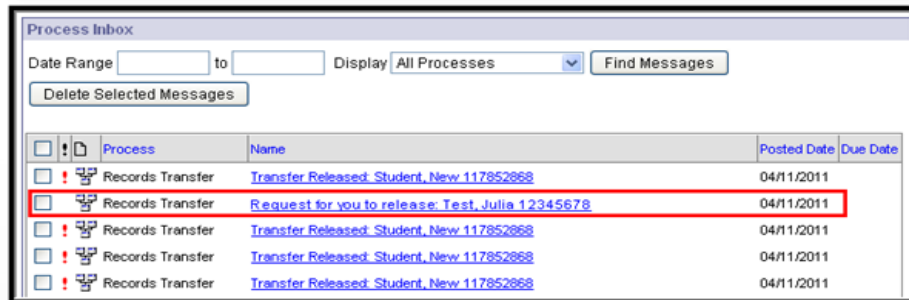 Process Inbox
Date Range to Display All Processes Find Messages
Delete Selected Messages
! Process Name Posted Date Due Date
! Records Transfer Transfer Released: Student, New 117852868 04/11/2011
Records Transfer Request for you to release: Test, Julia 12345678 04/11/2011
! Records Transfer Transfer Released: Student, New 117852868 04/11/2011
! Records Transfer Transfer Released: Student, New 117852868 04/11/2011
! Records Transfer Transfer Released: Student, New 117852868 04/11/2011